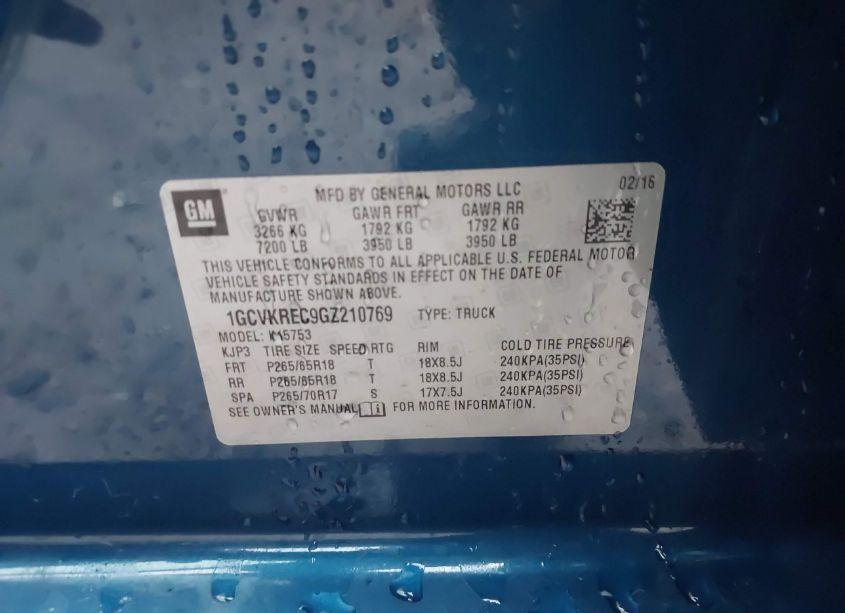 GM
MFD BY GENERAL MOTORS LLC 02/16
GVWR GAWR FRT GAWR RR
3266 KG 1792 KG 1792 KG
7200 LB 3950 LB 3950 LB
THIS VEHICLE CONFORMS TO ALL APPLICABLE U.S. FEDERAL MOTOR
VEHICLE SAFETY STANDARDS IN EFFECT ON THE DATE OF
MANUFACTURE SHOWN ABOVE.
1GCVKREC9GZ210769 TYPE: TRUCK
MODEL: K15753
KJP3 TIRE SIZE SPEED RTG RIM COLD TIRE PRESSURE
FRT P265/65R18 T 18X8.5J 240KPA(35PSI)
RR P265/65R18 T 18X8.5J 240KPA(35PSI)
SPA P265/70R17 S 17X7.5J 240KPA(35PSI)
SEE OWNER'S MANUAL FOR MORE INFORMATION.